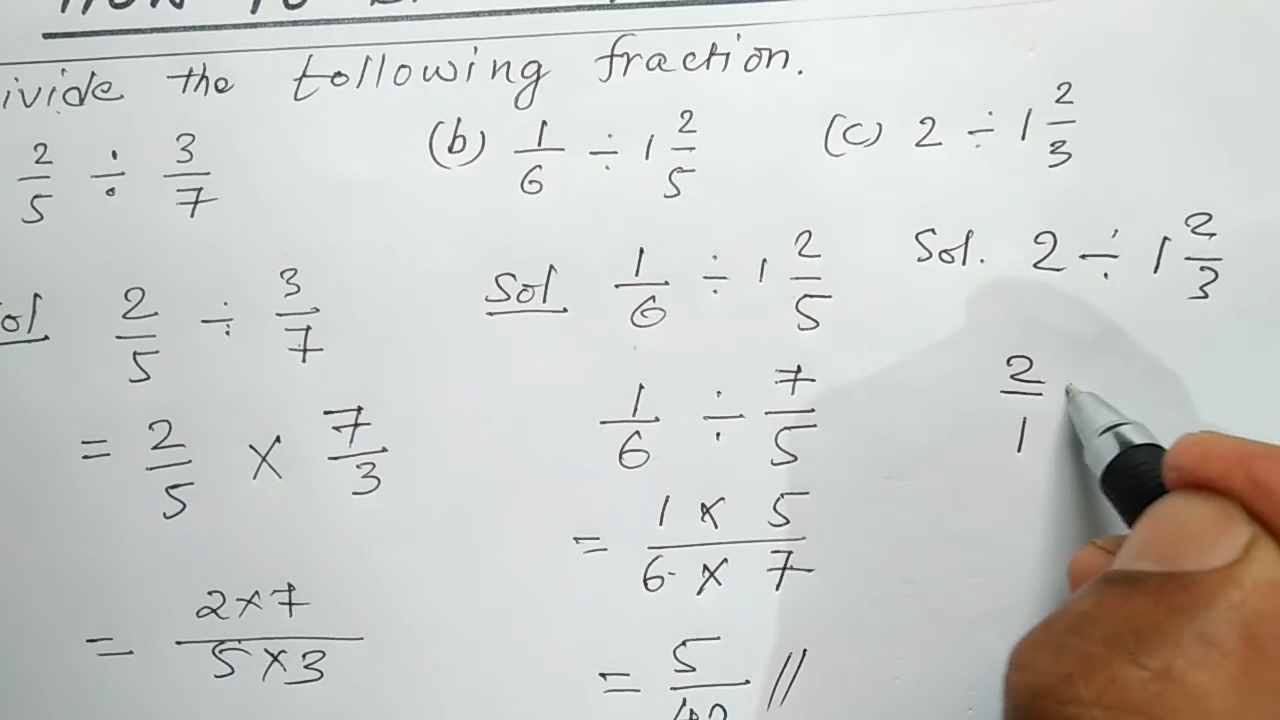 ivide the following fraction.
2/5 ÷ 3/7
(b) 1/6 ÷ 1 2/5
(c) 2 ÷ 1 2/3
ol 2/5 ÷ 3/7
= 2/5 × 7/3
= 2×7/5×3
Sol 1/6 ÷ 1 2/5
1/6 ÷ 7/5
= 1 × 5/6 × 7
= 5/42 //
Sol. 2 ÷ 1 2/3
2/1